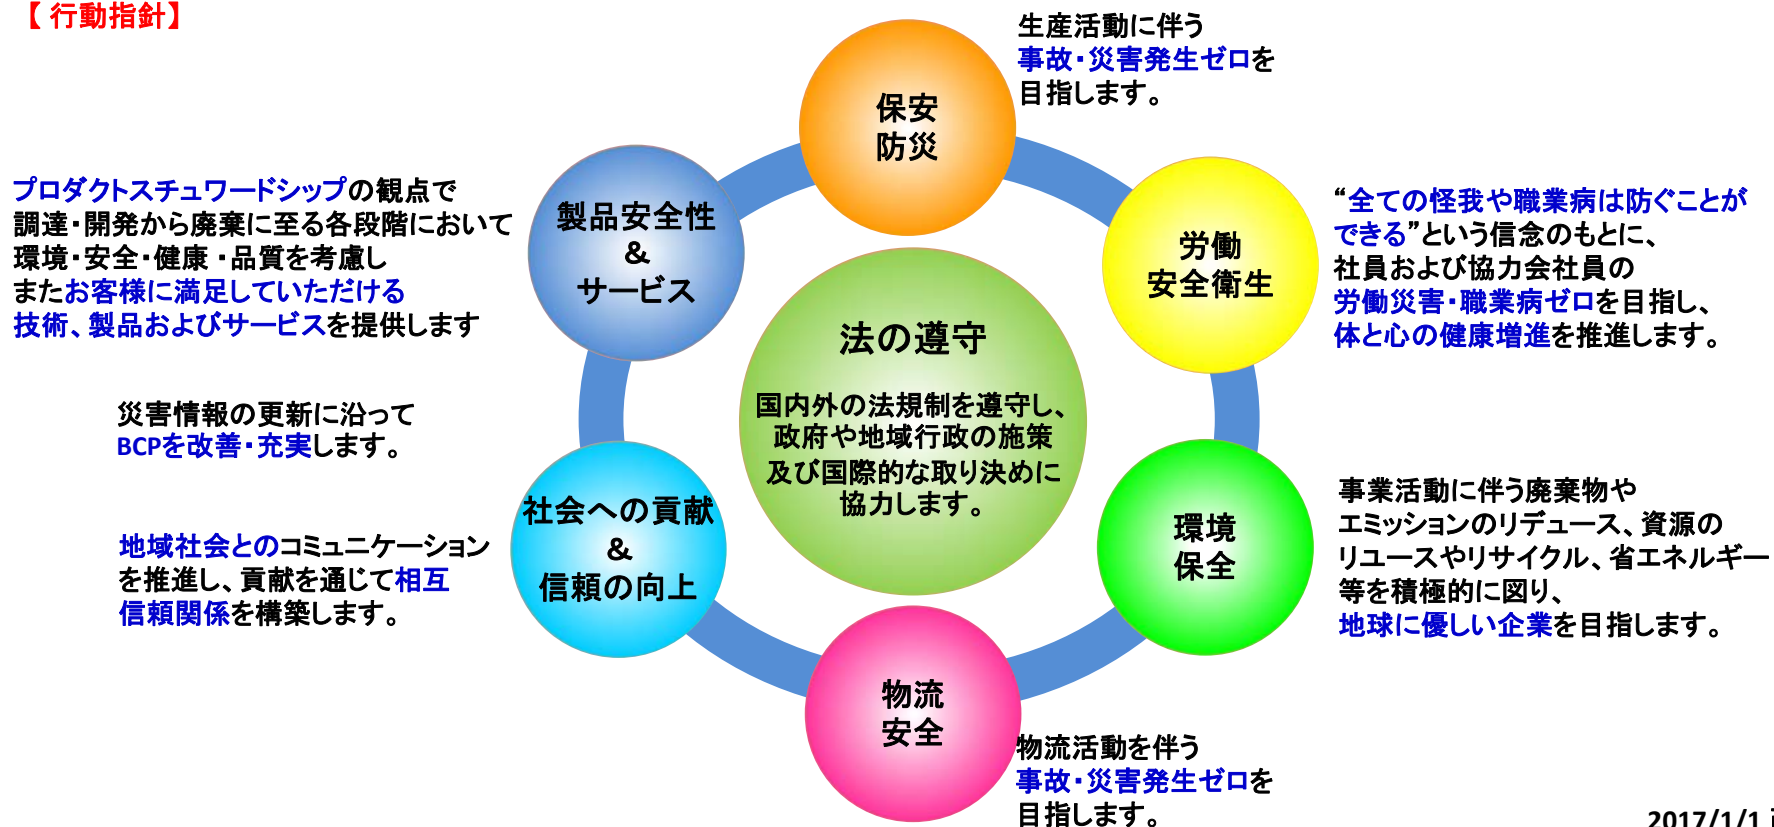 【 行動指針】
生産活動に伴う
事故・災害発生ゼロを
目指します。
保安
防災
“全ての怪我や職業病は防ぐことが
できる”という信念のもとに、
社員および協力会社員の
労働災害・職業病ゼロを目指し、
体と心の健康増進を推進します。
労働
安全衛生
事業活動に伴う廃棄物や
エミッションのリデュース、資源の
リユースやリサイクル、省エネルギー
等を積極的に図り、
地球に優しい企業を目指します。
環境
保全
物流
安全
物流活動を伴う
事故・災害発生ゼロを
目指します。
社会への貢献
&
信頼の向上
災害情報の更新に沿って
BCPを改善・充実します。
地域社会とのコミュニケーション
を推進し、貢献を通じて相互
信頼関係を構築します。
製品安全性
&
サービス
プロダクトスチュワードシップの観点で
調達・開発から廃棄に至る各段階において
環境・安全・健康 ・品質を考慮し
またお客様に満足していただける
技術、製品およびサービスを提供します
法の遵守
国内外の法規制を遵守し、
政府や地域行政の施策
及び国際的な取り決めに
協力します。
2017/1/1